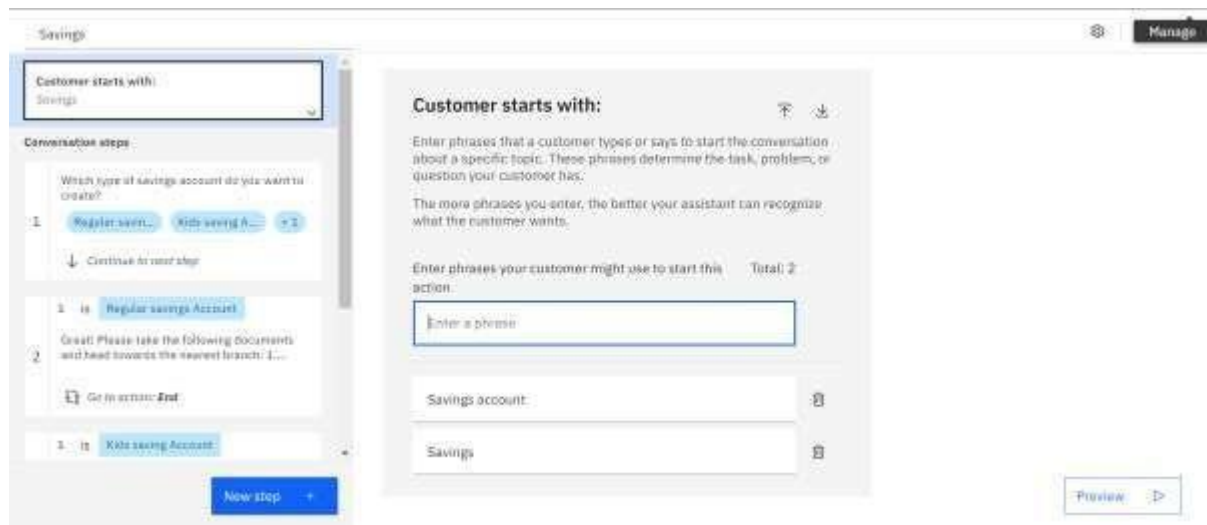 Savings
Manage
Customer starts with:
Savings
Conversation steps
1
Which type of savings account do you want to
create?
Regular savin...
Kids saving A...
+ 1
Continue to next step
2
1 is Regular savings Account
Great! Please take the following documents
and head towards the nearest branch: 1....
Go to action: End
1 is Kids saving Account
New step +
Customer starts with:
Enter phrases that a customer types or says to start the conversation
about a specific topic. These phrases determine the task, problem, or
question your customer has.
The more phrases you enter, the better your assistant can recognize
what the customer wants.
Enter phrases your customer might use to start this
action
Total: 2
Enter a phrase
Savings account
Savings
Preview